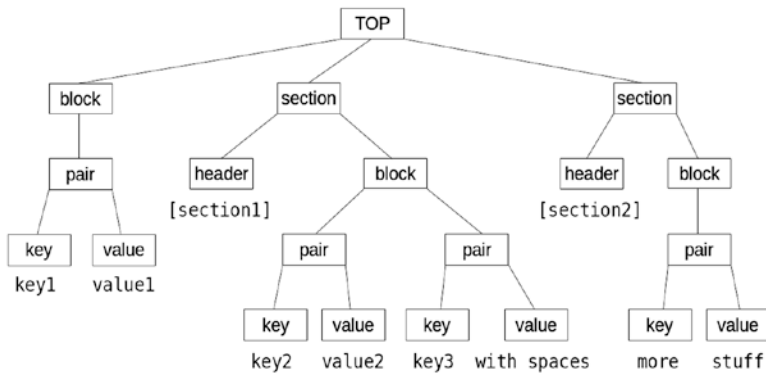 TOP
block section section
pair header block header block
[section1] [section2]
key value pair pair pair
key1 value1
key value key value key value
key2 value2 key3 with spaces more stuff